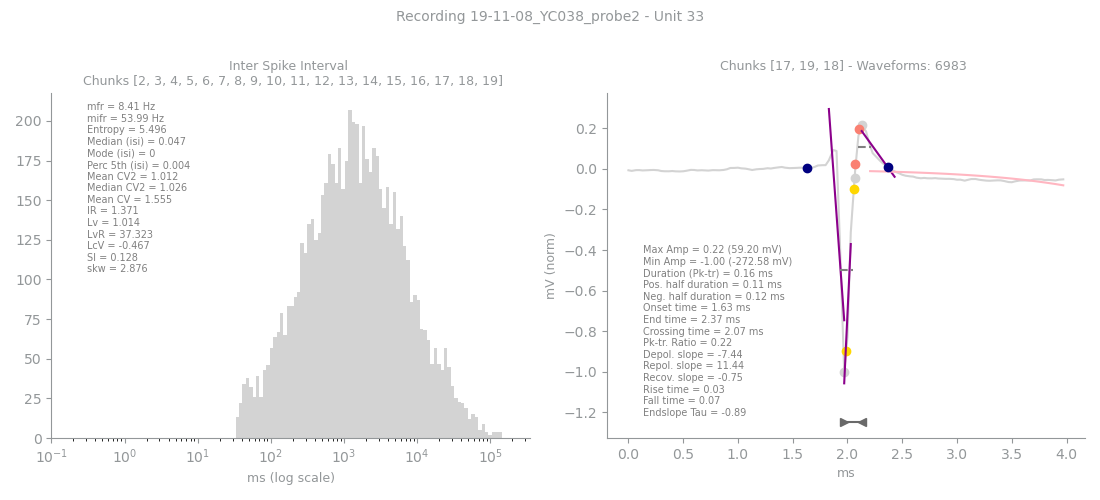 Recording 19-11-08_YC038_probe2 - Unit 33
Inter Spike Interval
Chunks [2, 3, 4, 5, 6, 7, 8, 9, 10, 11, 12, 13, 14, 15, 16, 17, 18, 19]
mfr = 8.41 Hz
mifr = 53.99 Hz
Entropy = 5.496
Median (isi) = 0.047
Mode (isi) = 0
Perc 5th (isi) = 0.004
Mean CV2 = 1.012
Median CV2 = 1.026
Mean CV = 1.555
IR = 1.371
Lv = 1.014
LvR = 37.323
LcV = -0.467
SI = 0.128
skw = 2.876
200
175
150
125
100
75
50
25
0
10⁻¹ 10⁰ 10¹ 10² 10³ 10⁴ 10⁵
ms (log scale)
Chunks [17, 19, 18] - Waveforms: 6983
mV (norm)
0.2
0.0
−0.2
−0.4
−0.6
−0.8
−1.0
−1.2
Max Amp = 0.22 (59.20 mV)
Min Amp = -1.00 (-272.58 mV)
Duration (Pk-tr) = 0.16 ms
Pos. half duration = 0.11 ms
Neg. half duration = 0.12 ms
Onset time = 1.63 ms
End time = 2.37 ms
Crossing time = 2.07 ms
Pk-tr. Ratio = 0.22
Depol. slope = -7.44
Repol. slope = 11.44
Recov. slope = -0.75
Rise time = 0.03
Fall time = 0.07
Endslope Tau = -0.89
0.0 0.5 1.0 1.5 2.0 2.5 3.0 3.5 4.0
ms